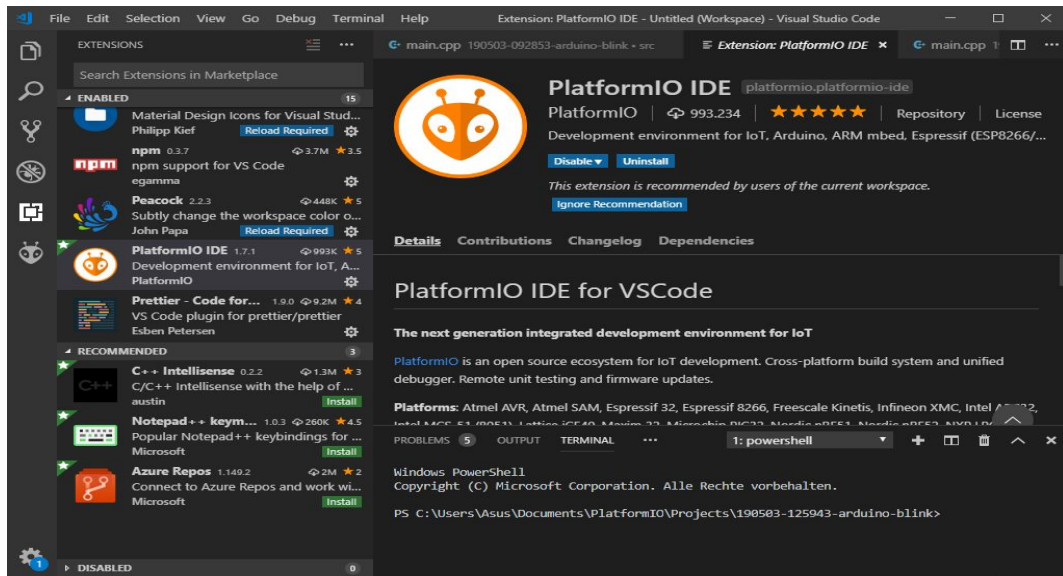 File Edit Selection View Go Debug Terminal Help Extension: PlatformIO IDE - Untitled (Workspace) - Visual Studio Code
EXTENSIONS
Search Extensions in Marketplace
ENABLED 15
Material Design Icons for Visual Stud...
Philipp Kief Reload Required
npm 0.3.7 3.7M 3.5
npm support for VS Code
egamma
Peacock 2.2.3 448K 5
Subtly change the workspace color o...
John Papa Reload Required
PlatformIO IDE 1.7.1 993K 5
Development environment for IoT, A...
PlatformIO
Prettier - Code for... 1.9.0 9.2M 4
VS Code plugin for prettier/prettier
Esben Petersen
RECOMMENDED 3
C++ Intellisense 0.2.2 1.3M 3
C/C++ Intellisense with the help of ...
austin Install
Notepad++ keym... 1.0.3 260K 4.5
Popular Notepad++ keybindings for ...
Microsoft Install
Azure Repos 1.149.2 2M 2
Connect to Azure Repos and work wi...
Microsoft Install
DISABLED 0
1
npm
C++
main.cpp 190503-092853-arduino-blink • src Extension: PlatformIO IDE main.cpp
PlatformIO IDE platformio.platformio-ide
PlatformIO 993.234 Repository License
Development environment for IoT, Arduino, ARM mbed, Espressif (ESP8266/...
Disable Uninstall
This extension is recommended by users of the current workspace.
Ignore Recommendation
Details Contributions Changelog Dependencies
PlatformIO IDE for VSCode
The next generation integrated development environment for IoT
PlatformIO is an open source ecosystem for IoT development. Cross-platform build system and unified
debugger. Remote unit testing and firmware updates.
Platforms: Atmel AVR, Atmel SAM, Espressif 32, Espressif 8266, Freescale Kinetis, Infineon XMC, Intel
PROBLEMS 5 OUTPUT TERMINAL ... 1: powershell
Windows PowerShell
Copyright (C) Microsoft Corporation. Alle Rechte vorbehalten.
PS C:\Users\Asus\Documents\PlatformIO\Projects\190503-125943-arduino-blink>